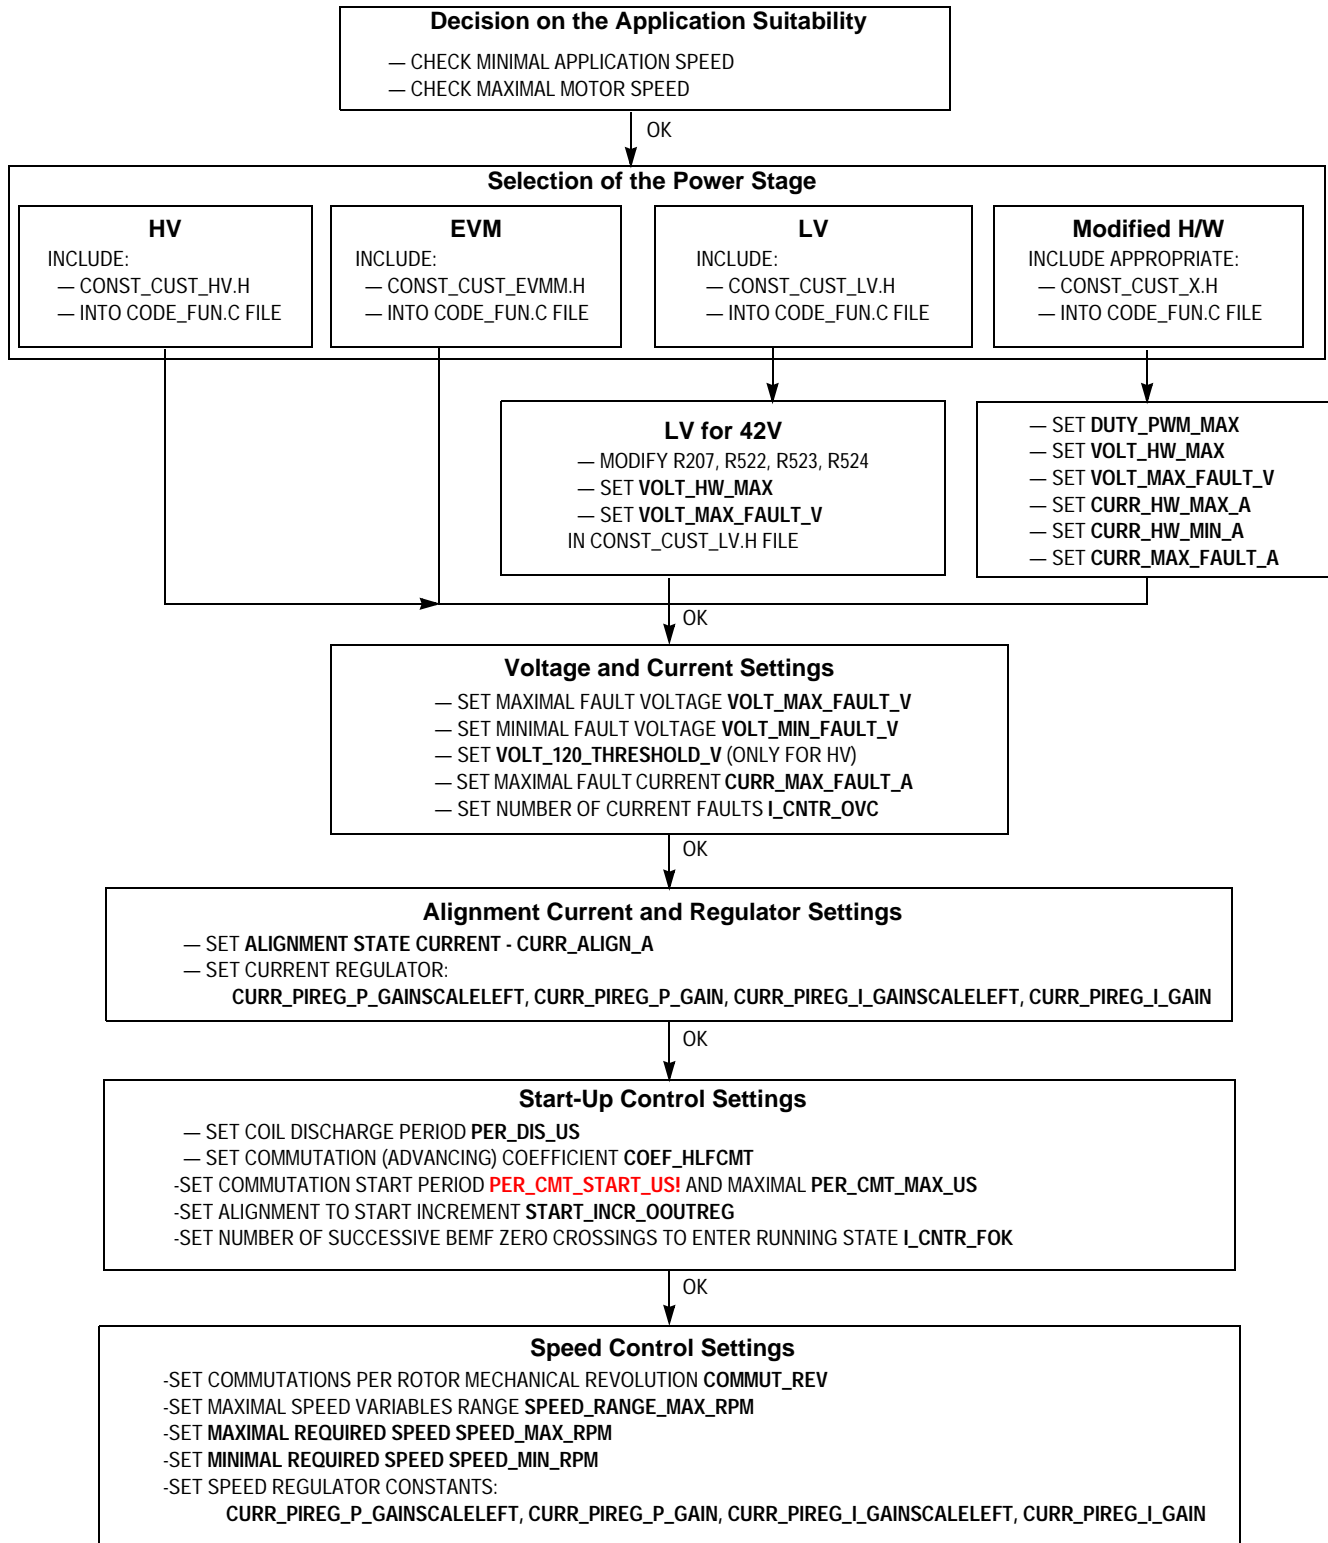 Decision on the Application Suitability
— CHECK MINIMAL APPLICATION SPEED
— CHECK MAXIMAL MOTOR SPEED
OK
Selection of the Power Stage
HV
INCLUDE:
— CONST_CUST_HV.H
— INTO CODE_FUN.C FILE
EVM
INCLUDE:
— CONST_CUST_EVMM.H
— INTO CODE_FUN.C FILE
LV
INCLUDE:
— CONST_CUST_LV.H
— INTO CODE_FUN.C FILE
Modified H/W
INCLUDE APPROPRIATE:
— CONST_CUST_X.H
— INTO CODE_FUN.C FILE
LV for 42V
— MODIFY R207, R522, R523, R524
— SET VOLT_HW_MAX
— SET VOLT_MAX_FAULT_V
IN CONST_CUST_LV.H FILE
— SET DUTY_PWM_MAX
— SET VOLT_HW_MAX
— SET VOLT_MAX_FAULT_V
— SET CURR_HW_MAX_A
— SET CURR_HW_MIN_A
— SET CURR_MAX_FAULT_A
OK
Voltage and Current Settings
— SET MAXIMAL FAULT VOLTAGE VOLT_MAX_FAULT_V
— SET MINIMAL FAULT VOLTAGE VOLT_MIN_FAULT_V
— SET VOLT_120_THRESHOLD_V (ONLY FOR HV)
— SET MAXIMAL FAULT CURRENT CURR_MAX_FAULT_A
— SET NUMBER OF CURRENT FAULTS I_CNTR_OVC
OK
Alignment Current and Regulator Settings
— SET ALIGNMENT STATE CURRENT - CURR_ALIGN_A
— SET CURRENT REGULATOR:
CURR_PIREG_P_GAINSCALELEFT, CURR_PIREG_P_GAIN, CURR_PIREG_I_GAINSCALELEFT, CURR_PIREG_I_GAIN
OK
Start-Up Control Settings
— SET COIL DISCHARGE PERIOD PER_DIS_US
— SET COMMUTATION (ADVANCING) COEFFICIENT COEF_HLFCMT
-SET COMMUTATION START PERIOD PER_CMT_START_US! AND MAXIMAL PER_CMT_MAX_US
-SET ALIGNMENT TO START INCREMENT START_INCR_OOUTREG
-SET NUMBER OF SUCCESSIVE BEMF ZERO CROSSINGS TO ENTER RUNNING STATE I_CNTR_FOK
OK
Speed Control Settings
-SET COMMUTATIONS PER ROTOR MECHANICAL REVOLUTION COMMUT_REV
-SET MAXIMAL SPEED VARIABLES RANGE SPEED_RANGE_MAX_RPM
-SET MAXIMAL REQUIRED SPEED SPEED_MAX_RPM
-SET MINIMAL REQUIRED SPEED SPEED_MIN_RPM
-SET SPEED REGULATOR CONSTANTS:
CURR_PIREG_P_GAINSCALELEFT, CURR_PIREG_P_GAIN, CURR_PIREG_I_GAINSCALELEFT, CURR_PIREG_I_GAIN